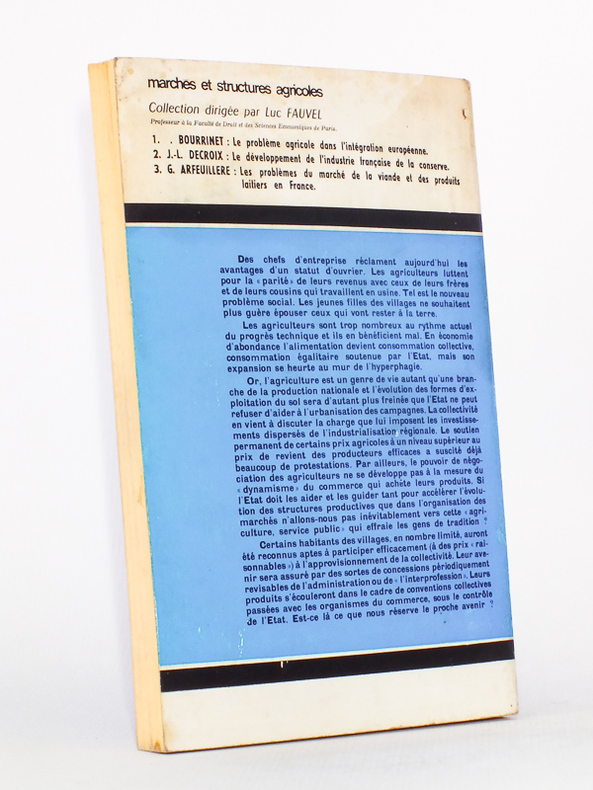 marchés et structures agricoles
Collection dirigée par Luc FAUVEL
Professeur à la Faculté de Droit et des Sciences Economiques de Paris.
1. . BOURRINET : Le problème agricole dans l'intégration européenne.
2. J.-L. DECROIX : Le développement de l'industrie française de la conserve.
3. G. ARFEUILLERE : Les problèmes du marché de la viande et des produits
laitiers en France.
Des chefs d'entreprise réclament aujourd'hui les
avantages d'un statut d'ouvrier. Les agriculteurs luttent
pour la « parité » de leurs revenus avec ceux de leurs frères
et de leurs cousins qui travaillent en usine. Tel est le nouveau
problème social. Les jeunes filles des villages ne souhaitent
plus guère épouser ceux qui vont rester à la terre.
Les agriculteurs sont trop nombreux au rythme actuel
du progrès technique et ils en bénéficient mal. En économie
d'abondance l'alimentation devient consommation collective,
consommation égalitaire soutenue par l'Etat, mais son
expansion se heurte au mur de l'hyperphagie.
Or, l'agriculture est un genre de vie autant qu'une bran-
che de la production nationale et l'évolution des formes d'ex-
ploitation du sol sera d'autant plus freinée que l'Etat ne peut
refuser d'aider à l'urbanisation des campagnes. La collectivité
en vient à discuter la charge que lui imposent les investisse-
ments dispersés de l'industrialisation régionale. Le soutien
permanent de certains prix agricoles à un niveau supérieur au
prix de revient des producteurs efficaces a suscité déjà
beaucoup de protestations. Par ailleurs, le pouvoir de négo-
ciation des agriculteurs ne se développe pas à la mesure du
« dynamisme » du commerce qui achète leurs produits. Si
l'Etat doit les aider et les guider tant pour accélérer l'évolu-
tion des structures productives que dans l'organisation des
marchés n'allons-nous pas inévitablement vers cette « agri-
culture, service public » qui effraie les gens de tradition ?
Certains habitants des villages, en nombre limité, auront
été reconnus aptes à participer efficacement (à des prix « rai-
sonnables ») à l'approvisionnement de la collectivité. Leur ave-
nir sera assuré par des sortes de concessions périodiquement
revisables de l'administration ou de « l'interprofession ». Leurs
produits s'écouleront dans le cadre de conventions collectives
passées avec les organismes du commerce, sous le contrôle
de l'Etat. Est-ce là ce que nous réserve le proche avenir ?